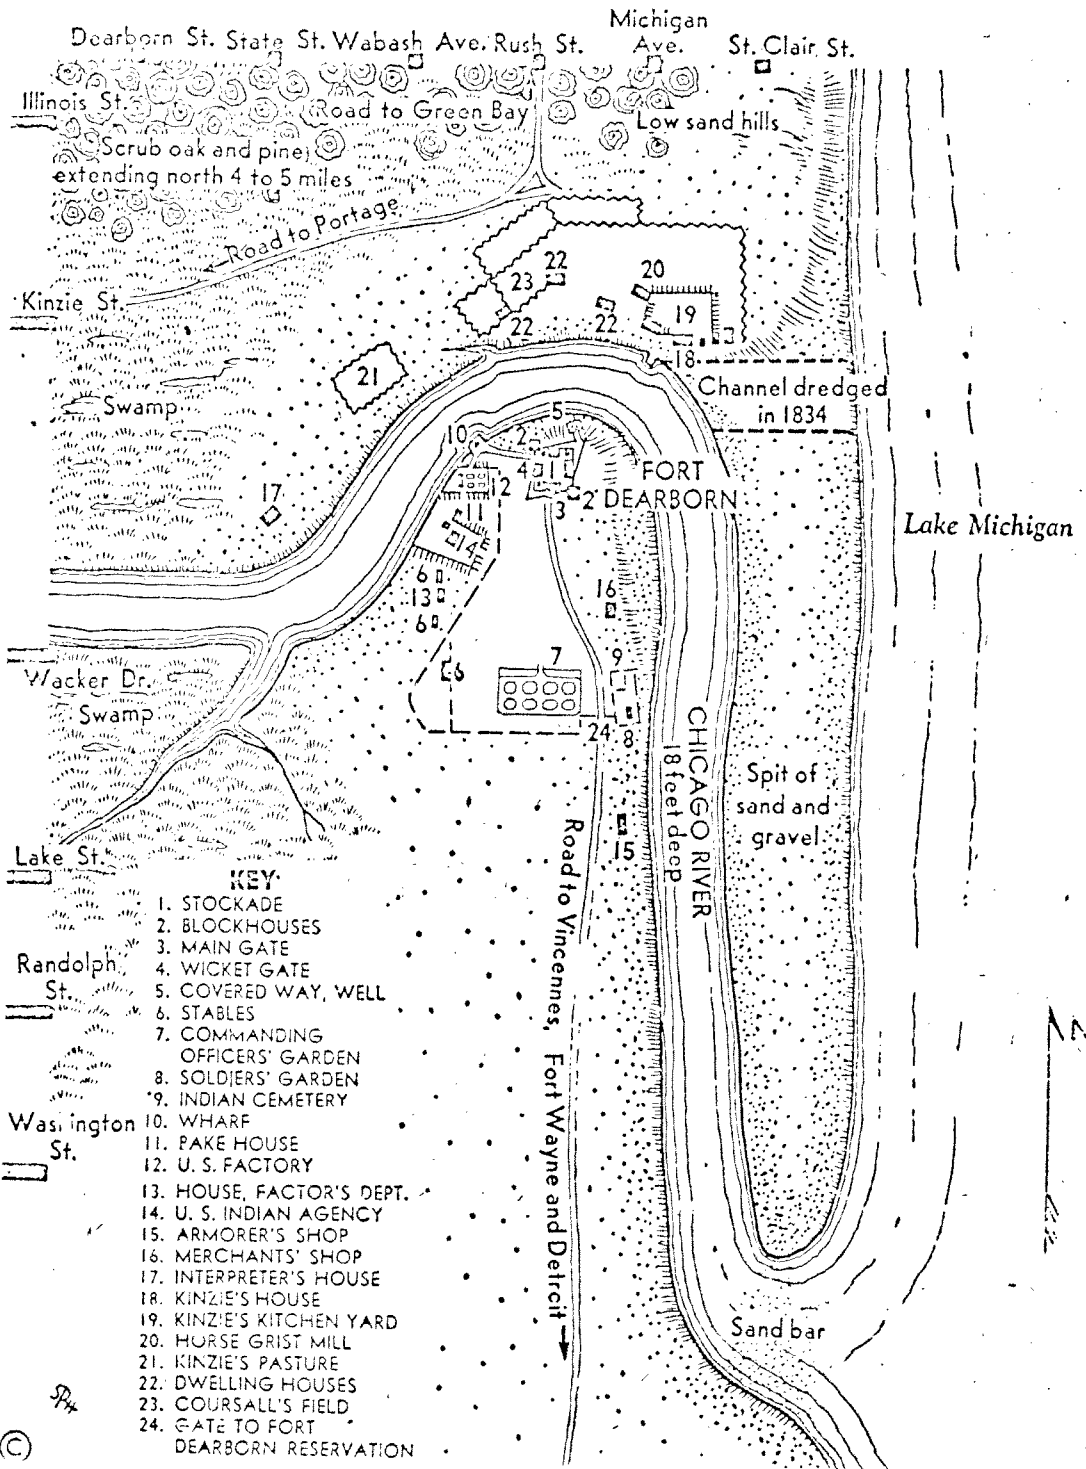 Dearborn St. State St. Wabash Ave. Rush St.
Michigan
Ave.
St. Clair St.
Illinois St.
Road to Green Bay
Low sand hills
Scrub oak and pine
extending north 4 to 5 miles
Road to Portage
Kinzie St.
23
22
22
22
20
19
18
21
Channel dredged
in 1834
Swamp
5
10
2
4
1
12
3
2
FORT
DEARBORN
17
11
14
Lake Michigan
6
13
6
16
6
7
9
Wacker Dr.
Swamp
24
8
CHICAGO RIVER
18 feet deep
Spit of
sand and
gravel
15
Road to Vincennes, Fort Wayne and Detroit
Lake St.
Randolph
St.
Washington
St.
KEY
1. STOCKADE
2. BLOCKHOUSES
3. MAIN GATE
4. WICKET GATE
5. COVERED WAY, WELL
6. STABLES
7. COMMANDING
OFFICERS' GARDEN
8. SOLDIERS' GARDEN
9. INDIAN CEMETERY
10. WHARF
11. PAKE HOUSE
12. U. S. FACTORY
13. HOUSE, FACTOR'S DEPT.
14. U. S. INDIAN AGENCY
15. ARMORER'S SHOP
16. MERCHANTS' SHOP
17. INTERPRETER'S HOUSE
18. KINZIE'S HOUSE
19. KINZIE'S KITCHEN YARD
20. HORSE GRIST MILL
21. KINZIE'S PASTURE
22. DWELLING HOUSES
23. COURSALL'S FIELD
24. GATE TO FORT
DEARBORN RESERVATION
Sand bar
N
©